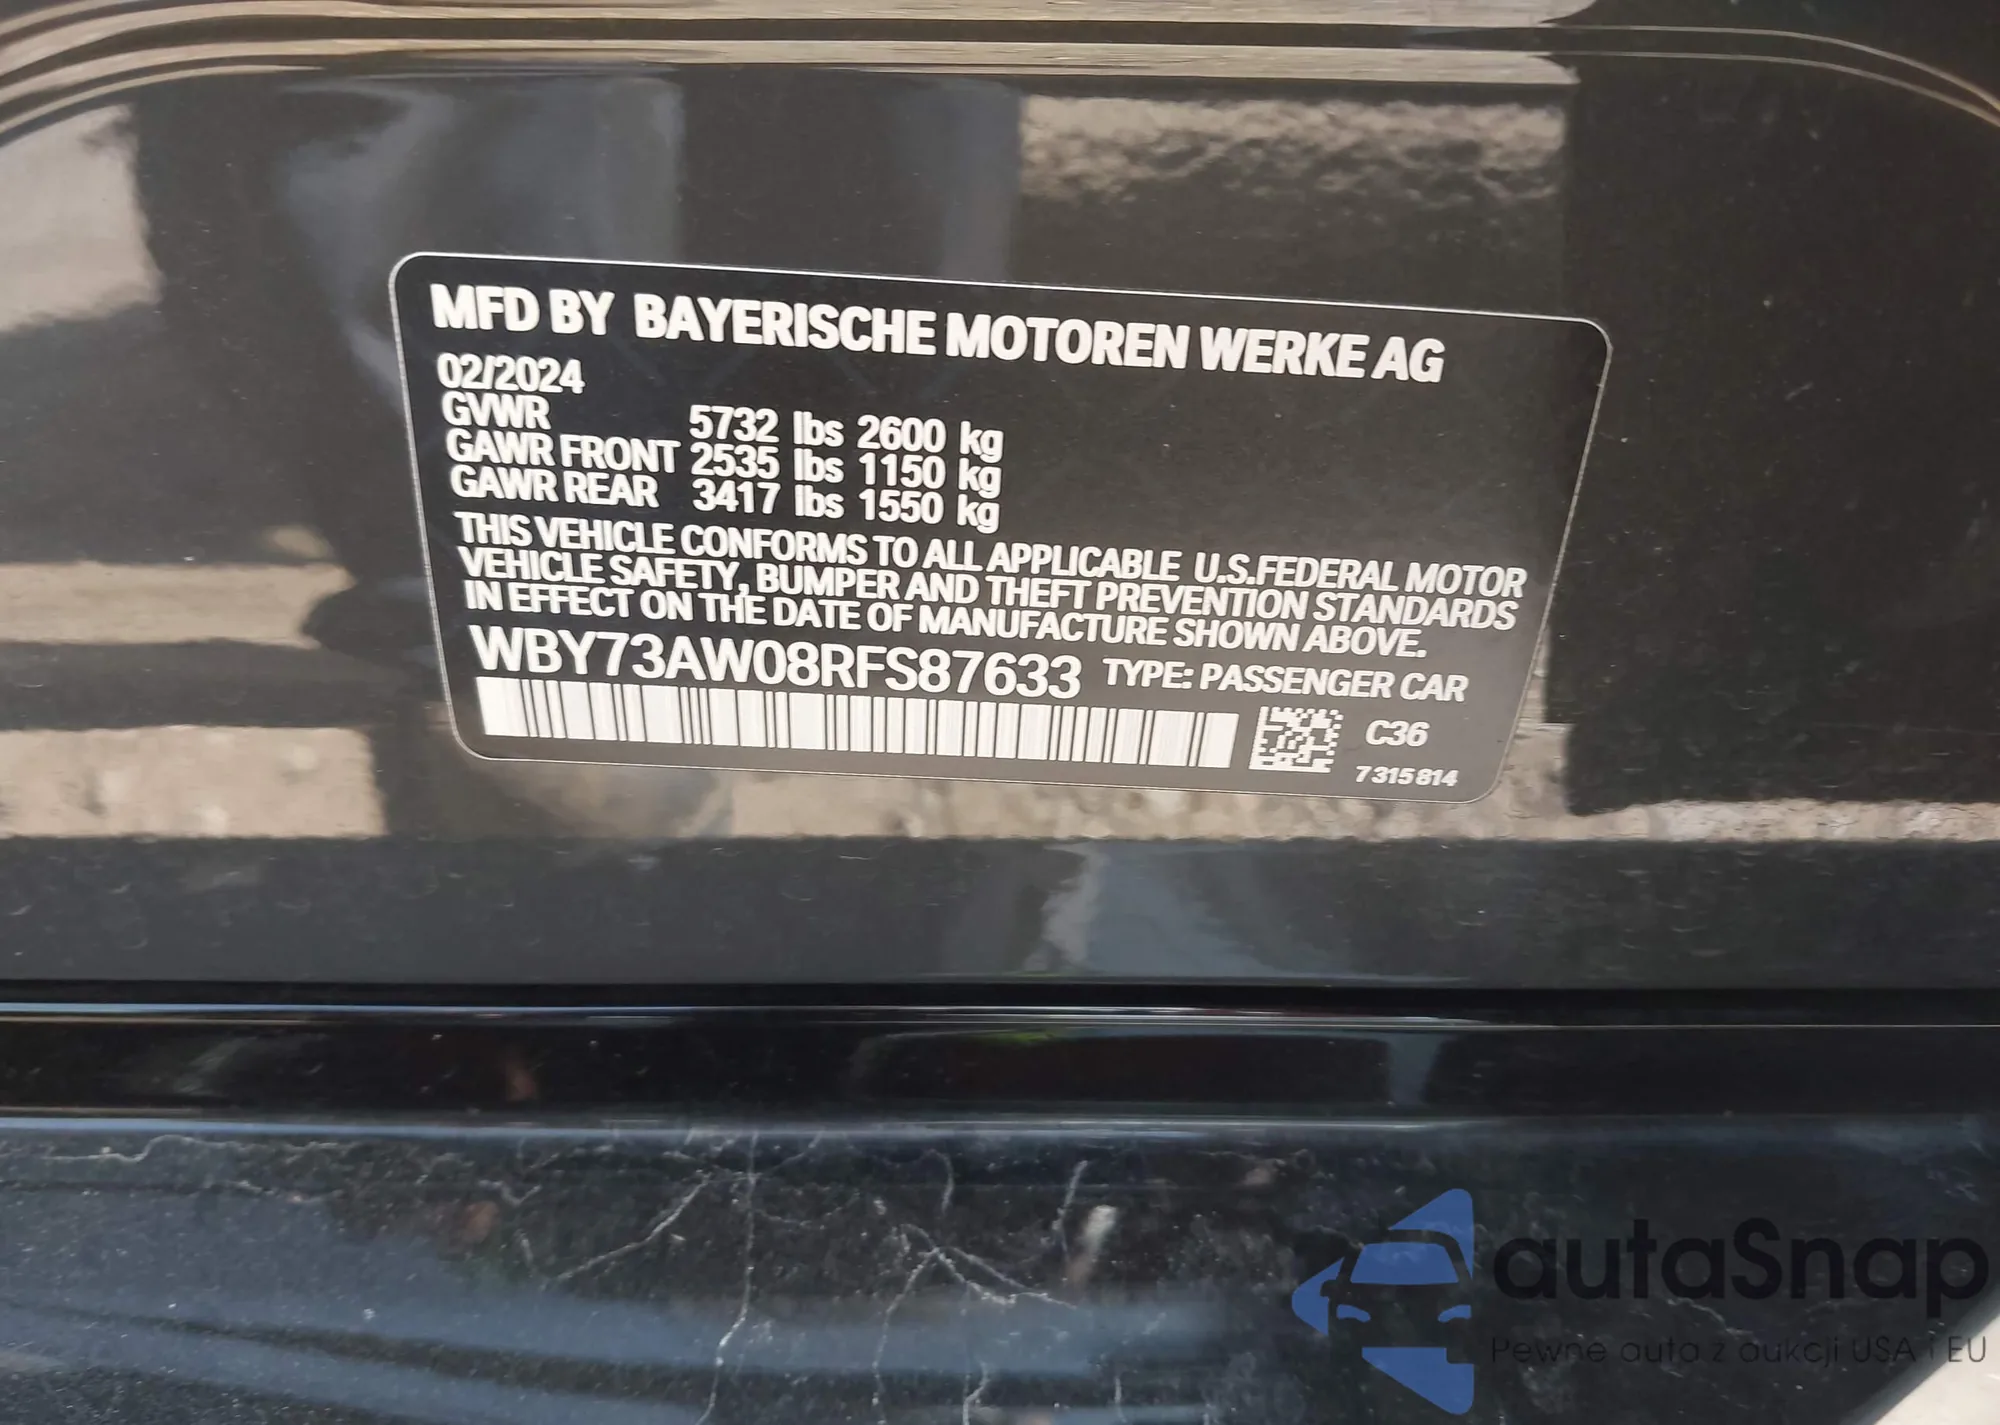 MFD BY BAYERISCHE MOTOREN WERKE AG
02/2024
GVWR 5732 lbs 2600 kg
GAWR FRONT 2535 lbs 1150 kg
GAWR REAR 3417 lbs 1550 kg
THIS VEHICLE CONFORMS TO ALL APPLICABLE U.S.FEDERAL MOTOR
VEHICLE SAFETY, BUMPER AND THEFT PREVENTION STANDARDS
IN EFFECT ON THE DATE OF MANUFACTURE SHOWN ABOVE.
WBY73AW08RFS87633 TYPE: PASSENGER CAR
C36
7315814
autaSnap
Pewne auta z aukcji USA i EU